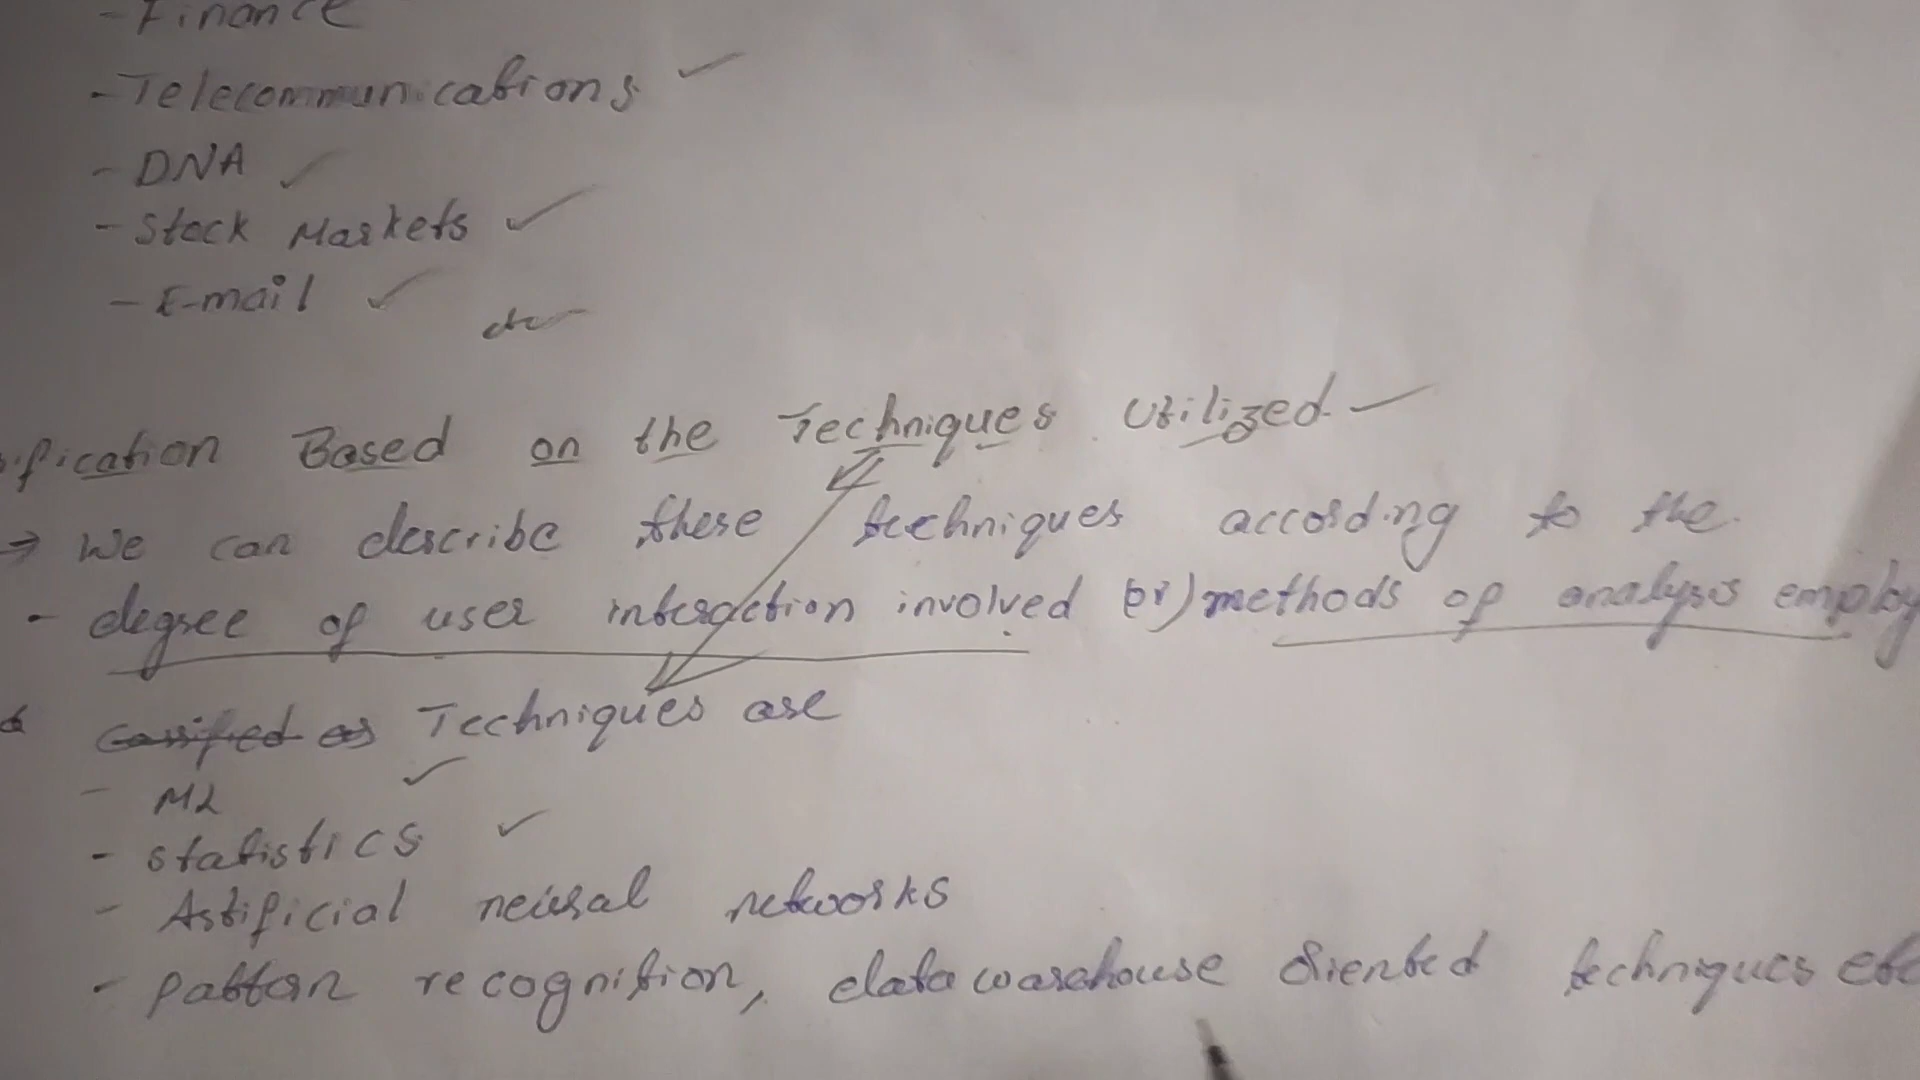 - Finance
- Telecommunications
- DNA
- Stock Markets
- E-mail
etc
ification Based on the Techniques Utilized
→ We can describe these techniques according to the
- degree of user interaction involved (or) methods of analysis employ
Techniques are
- ML
- statistics
- Artificial neural networks
- pattern recognition, data warehouse oriented techniques etc